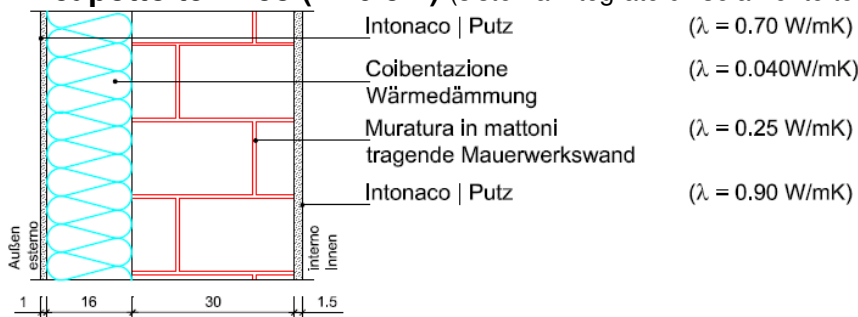 Intonaco | Putz (λ = 0.70 W/mK)
Coibentazione (λ = 0.040W/mK)
Wärmedämmung
Muratura in mattoni (λ = 0.25 W/mK)
tragende Mauerwerkswand
Intonaco | Putz (λ = 0.90 W/mK)
Außen
esterno
interno
Innen
1 16 30 1.5